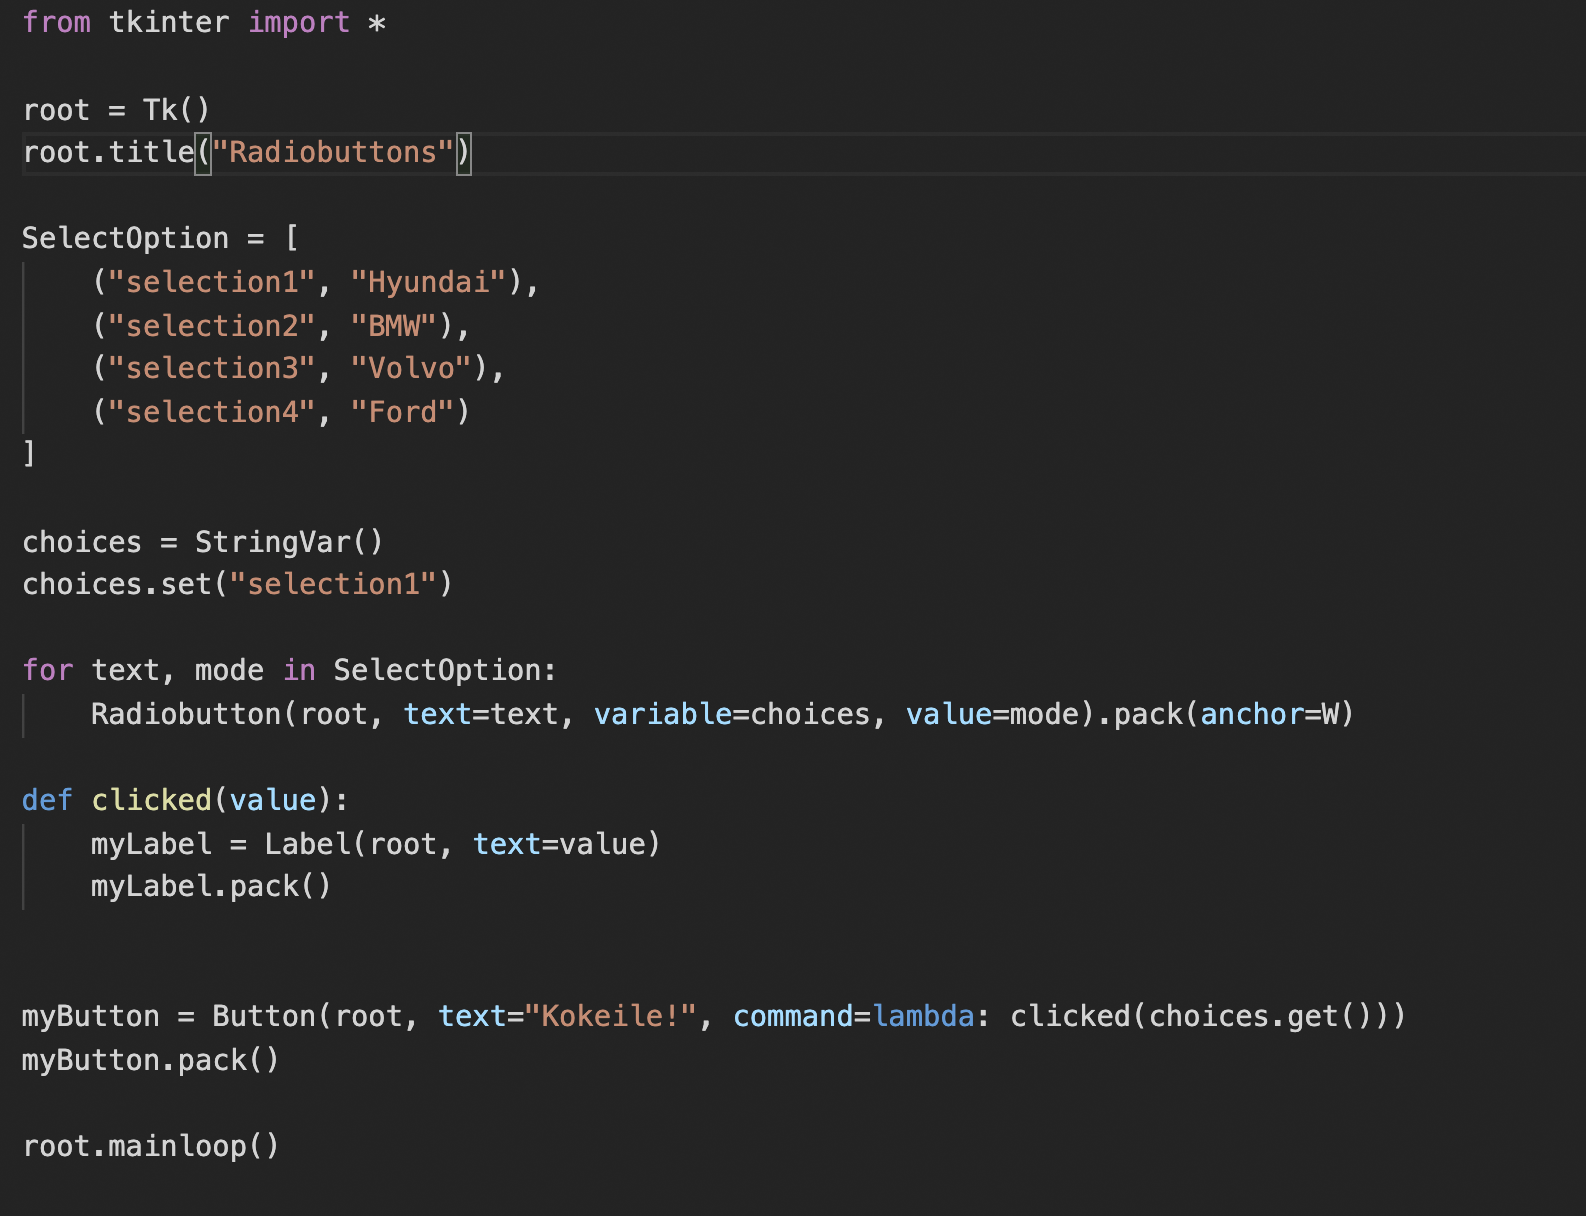 from tkinter import *
root = Tk()
root.title("Radiobuttons")
SelectOption = [
    ("selection1", "Hyundai"),
    ("selection2", "BMW"),
    ("selection3", "Volvo"),
    ("selection4", "Ford")
]
choices = StringVar()
choices.set("selection1")
for text, mode in SelectOption:
    Radiobutton(root, text=text, variable=choices, value=mode).pack(anchor=W)
def clicked(value):
    myLabel = Label(root, text=value)
    myLabel.pack()
myButton = Button(root, text="Kokeile!", command=lambda: clicked(choices.get()))
myButton.pack()
root.mainloop()